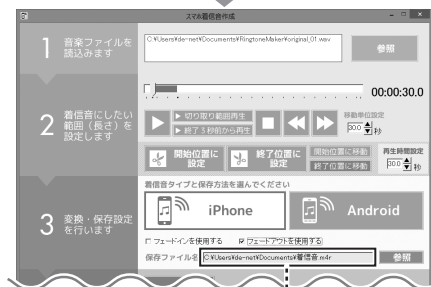 スマホ着信音作成
1 音楽ファイルを
読込みます
C:¥Users¥de-net¥Documents¥RingtoneMaker¥original_01.wav
参照
00:00:30.0
2 着信音にしたい
範囲（長さ）を
設定します
▶ 切り取り範囲再生
▶ 終了3秒前から再生
移動単位設定
30.0 秒
開始位置に
設定
終了位置に
設定
開始位置に移動
終了位置に移動
再生時間設定
30.0 秒
着信音タイプと保存方法を選んでください
3 変換・保存設定
を行います
iPhone
Android
フェードインを使用する
フェードアウトを使用する
保存ファイル名 C:¥Users¥de-net¥Documents¥着信音.m4r
参照